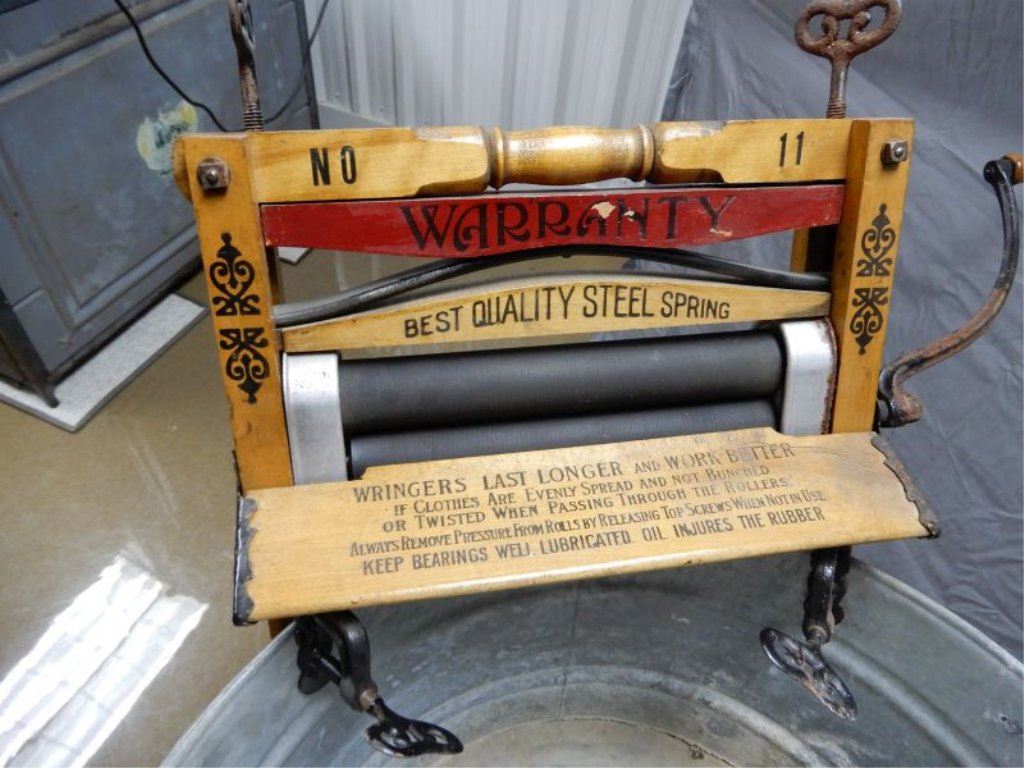 NO 11
WARRANTY
BEST QUALITY STEEL SPRING
WRINGERS LAST LONGER AND WORK BETTER
IF CLOTHES ARE EVENLY SPREAD AND NOT BUNCHED
OR TWISTED WHEN PASSING THROUGH THE ROLLERS.
ALWAYS REMOVE PRESSURE FROM ROLLS BY RELEASING TOP SCREWS WHEN NOT IN USE
KEEP BEARINGS WELL LUBRICATED. OIL INJURES THE RUBBER